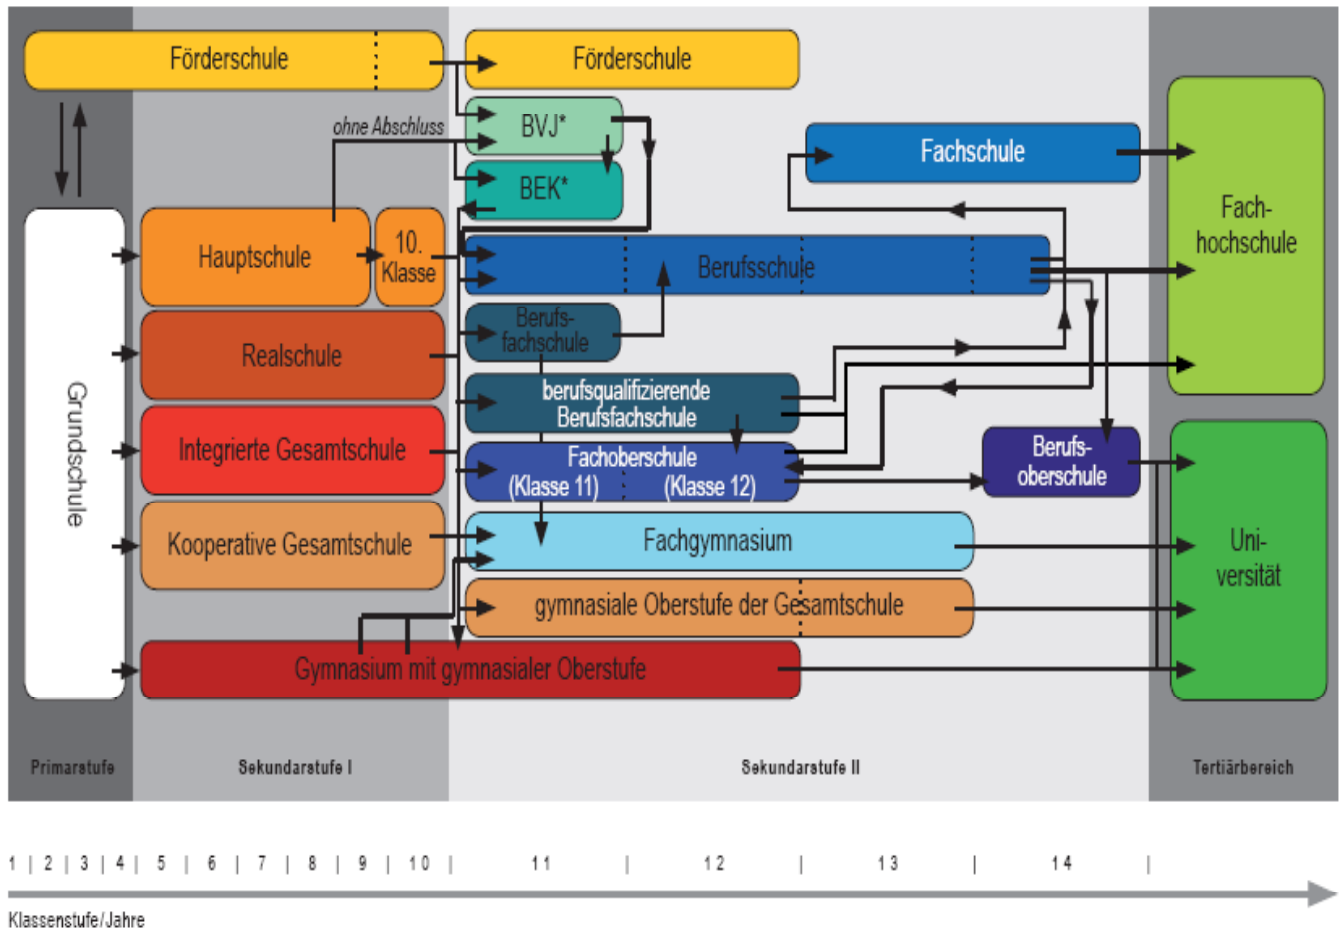 Förderschule
Förderschule
ohne Abschluss
BVJ*
Fachschule
BEK*
Fach-
hochschule
Hauptschule
10.
Klasse
Berufsschule
Berufs-
fachschule
Realschule
Grundschule
berufsqualifizierende
Berufsfachschule
Integrierte Gesamtschule
Fachoberschule
(Klasse 11) (Klasse 12)
Berufs-
oberschule
Kooperative Gesamtschule
Fachgymnasium
Uni-
versität
gymnasiale Oberstufe der Gesamtschule
Gymnasium mit gymnasialer Oberstufe
Primarstufe Sekundarstufe I Sekundarstufe II Tertiärbereich
1 | 2 | 3 | 4 | 5 | 6 | 7 | 8 | 9 | 10 | 11 | 12 | 13 | 14 |
Klassenstufe/Jahre